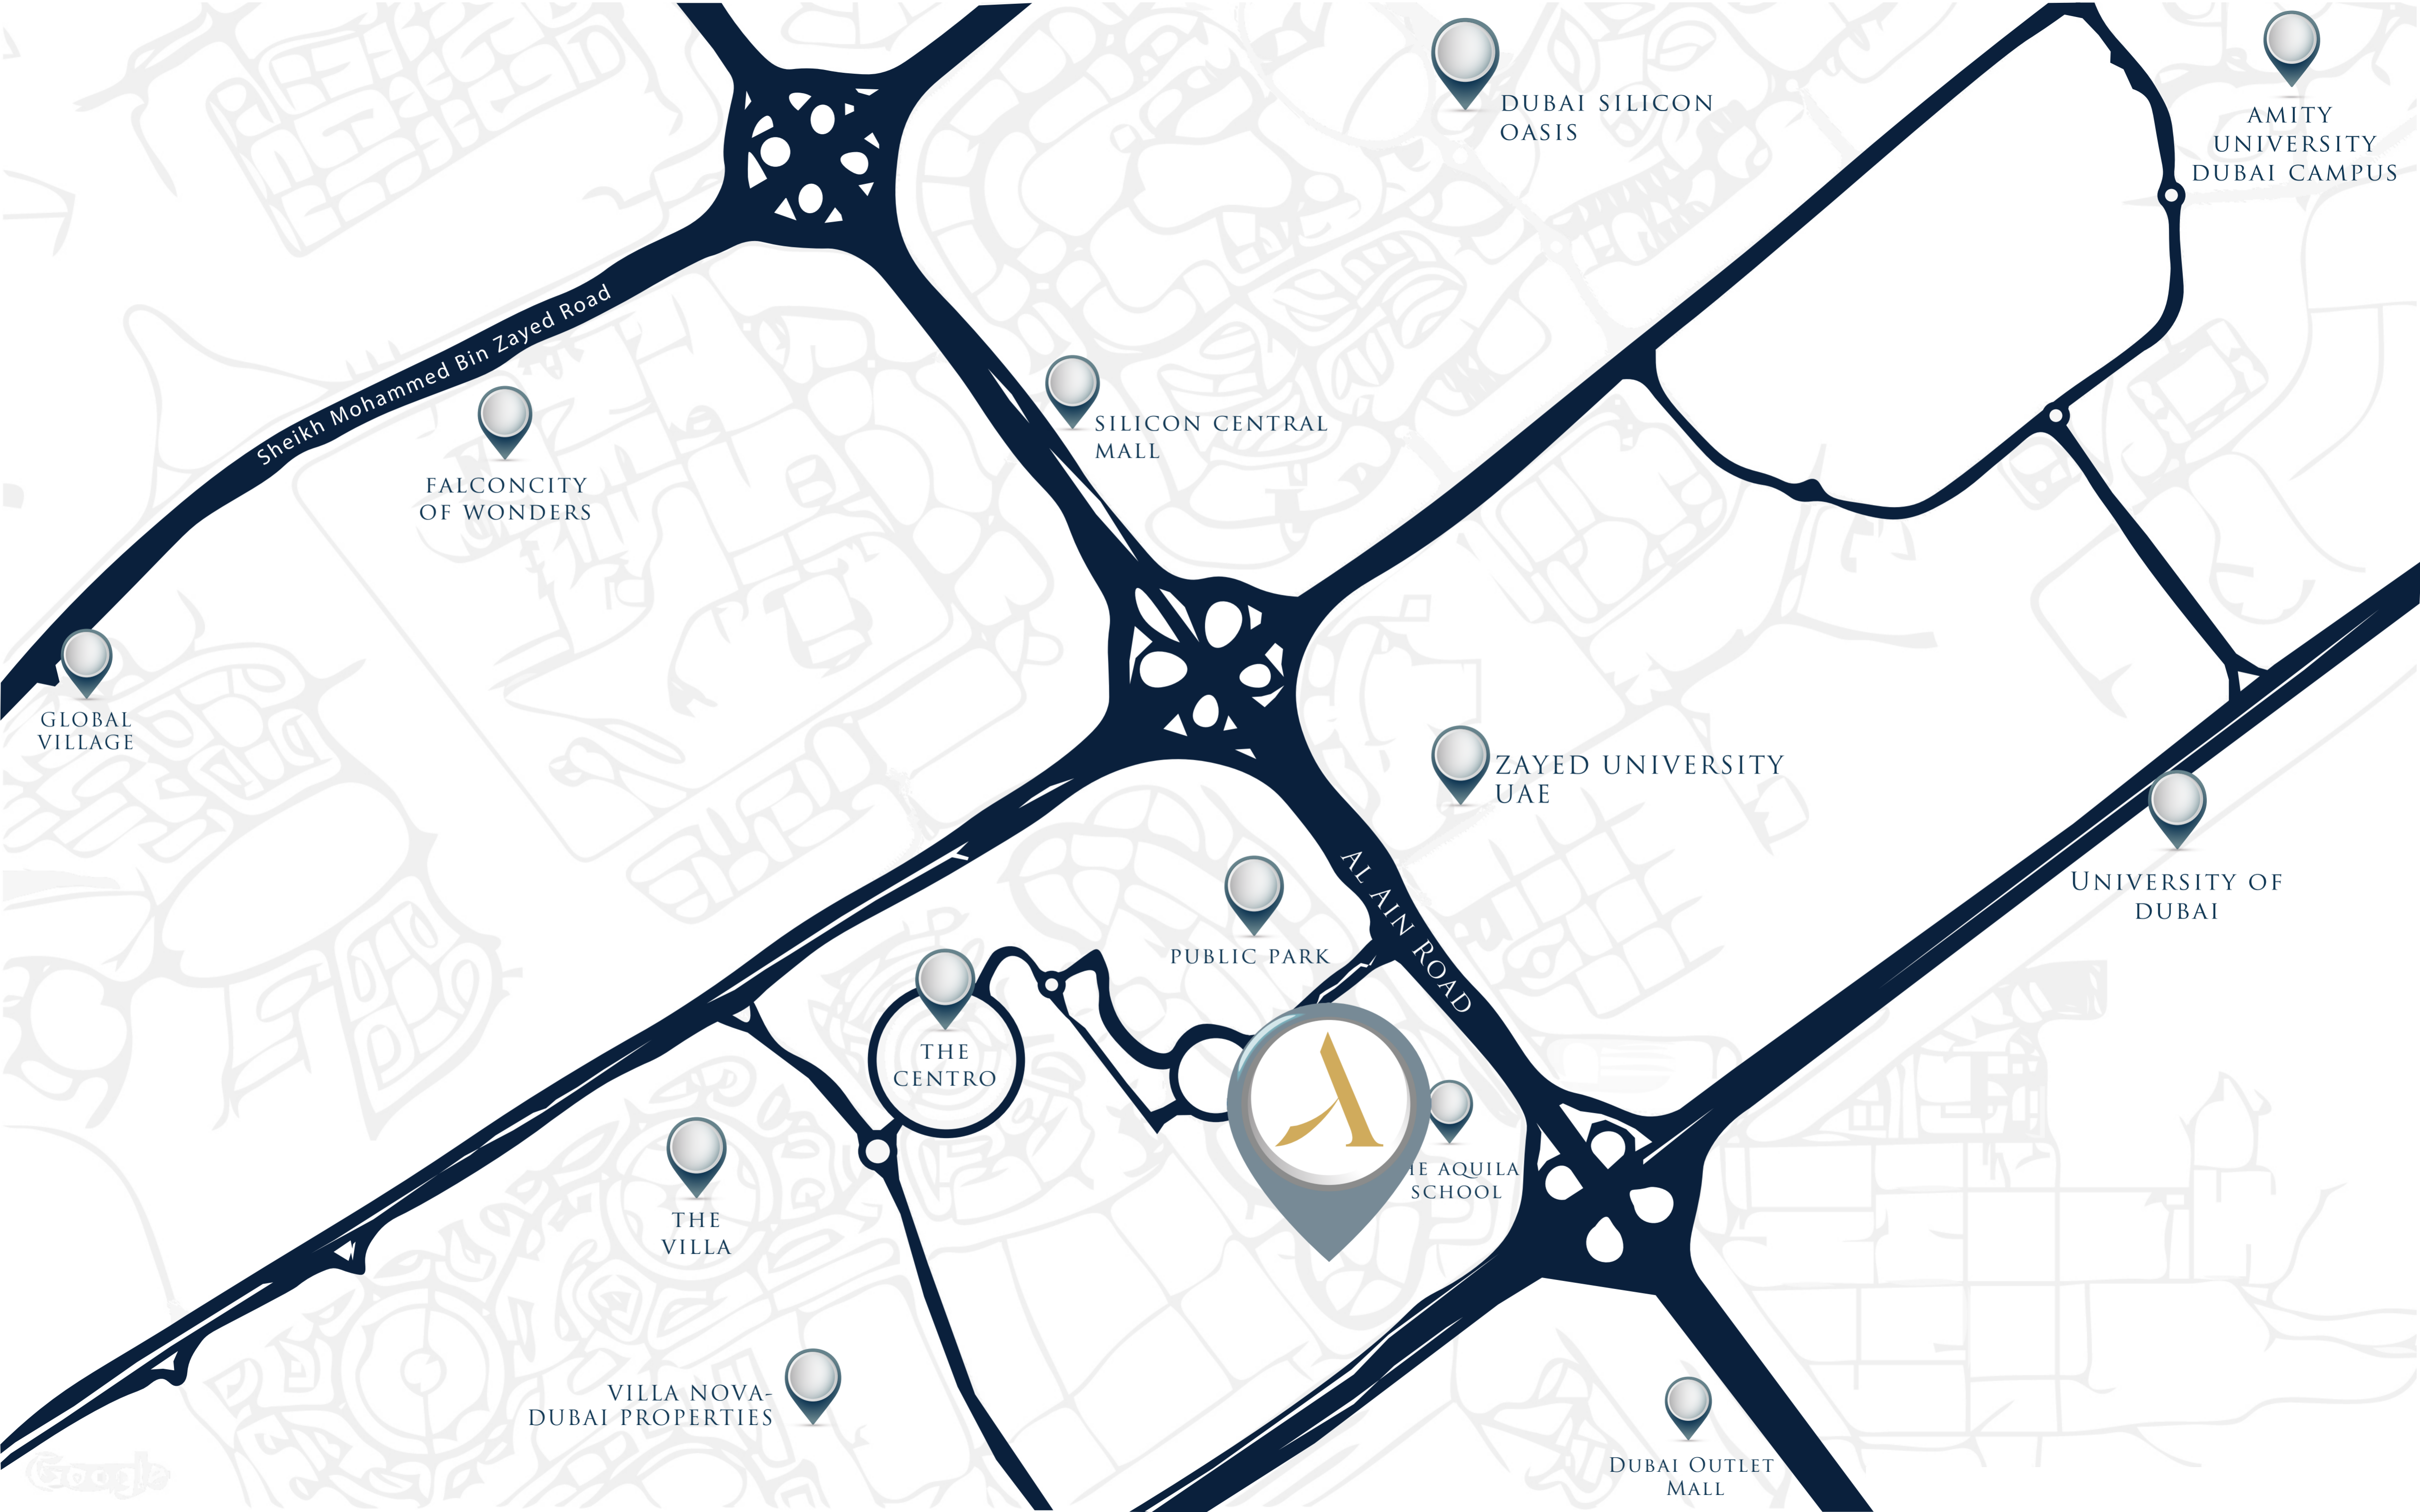 DUBAI SILICON
OASIS
AMITY
UNIVERSITY
DUBAI CAMPUS
Sheikh Mohammed Bin Zayed Road
SILICON CENTRAL
MALL
FALCONCITY
OF WONDERS
GLOBAL
VILLAGE
ZAYED UNIVERSITY
UAE
UNIVERSITY OF
DUBAI
AL AIN ROAD
PUBLIC PARK
THE
CENTRO
AQUILA
SCHOOL
THE
VILLA
VILLA NOVA-
DUBAI PROPERTIES
DUBAI OUTLET
MALL
Google